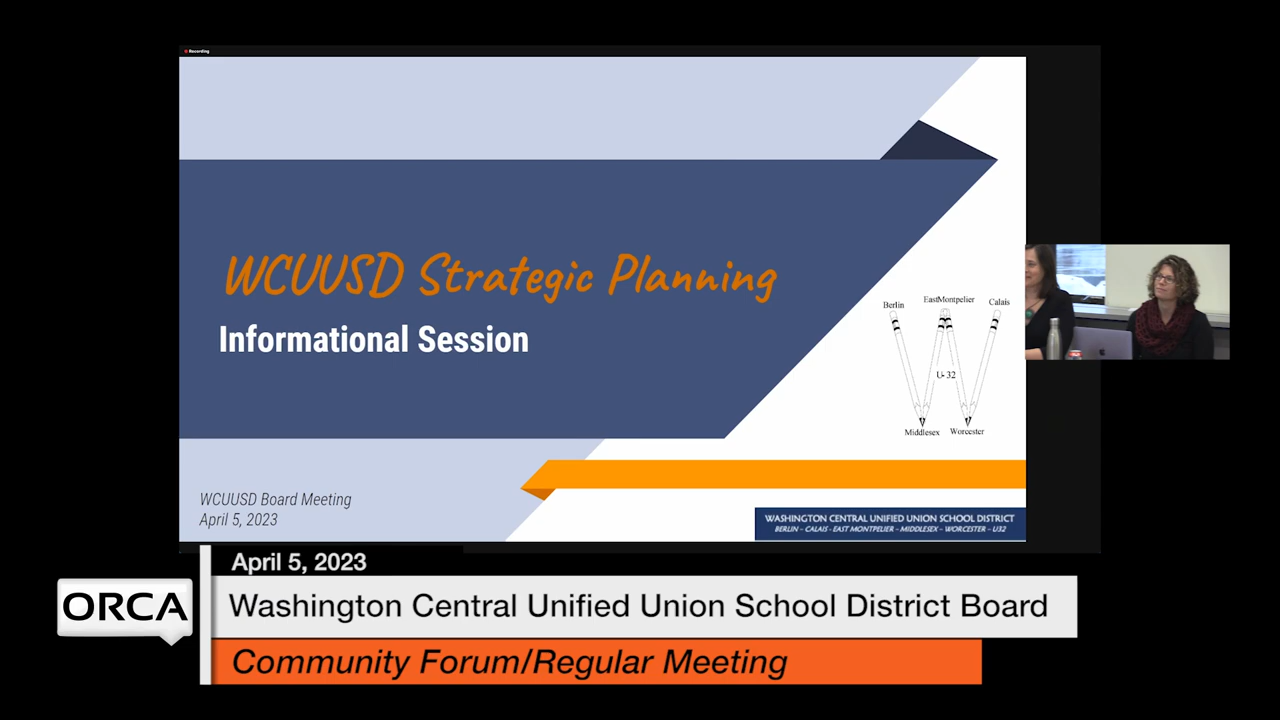 Recording
WCUUSD Strategic Planning
Informational Session
Berlin
EastMontpelier
Calais
U-32
Middlesex
Worcester
WCUUSD Board Meeting
April 5, 2023
WASHINGTON CENTRAL UNIFIED UNION SCHOOL DISTRICT
BERLIN – CALAIS - EAST MONTPELIER – MIDDLESEX – WORCESTER – U32
April 5, 2023
ORCA
Washington Central Unified Union School District Board
Community Forum/Regular Meeting